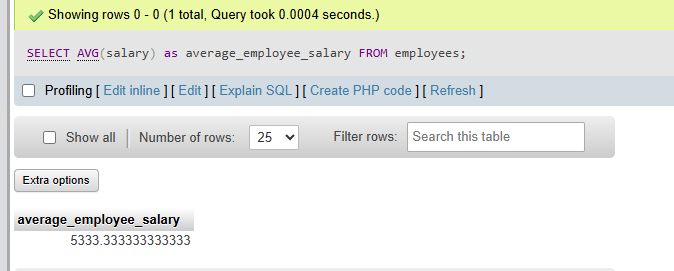 Showing rows 0 - 0 (1 total, Query took 0.0004 seconds.)
SELECT AVG(salary) as average_employee_salary FROM employees;
Profiling [ Edit inline ] [ Edit ] [ Explain SQL ] [ Create PHP code ] [ Refresh ]
Show all Number of rows: 25 Filter rows: Search this table
Extra options
average_employee_salary
5333.333333333333